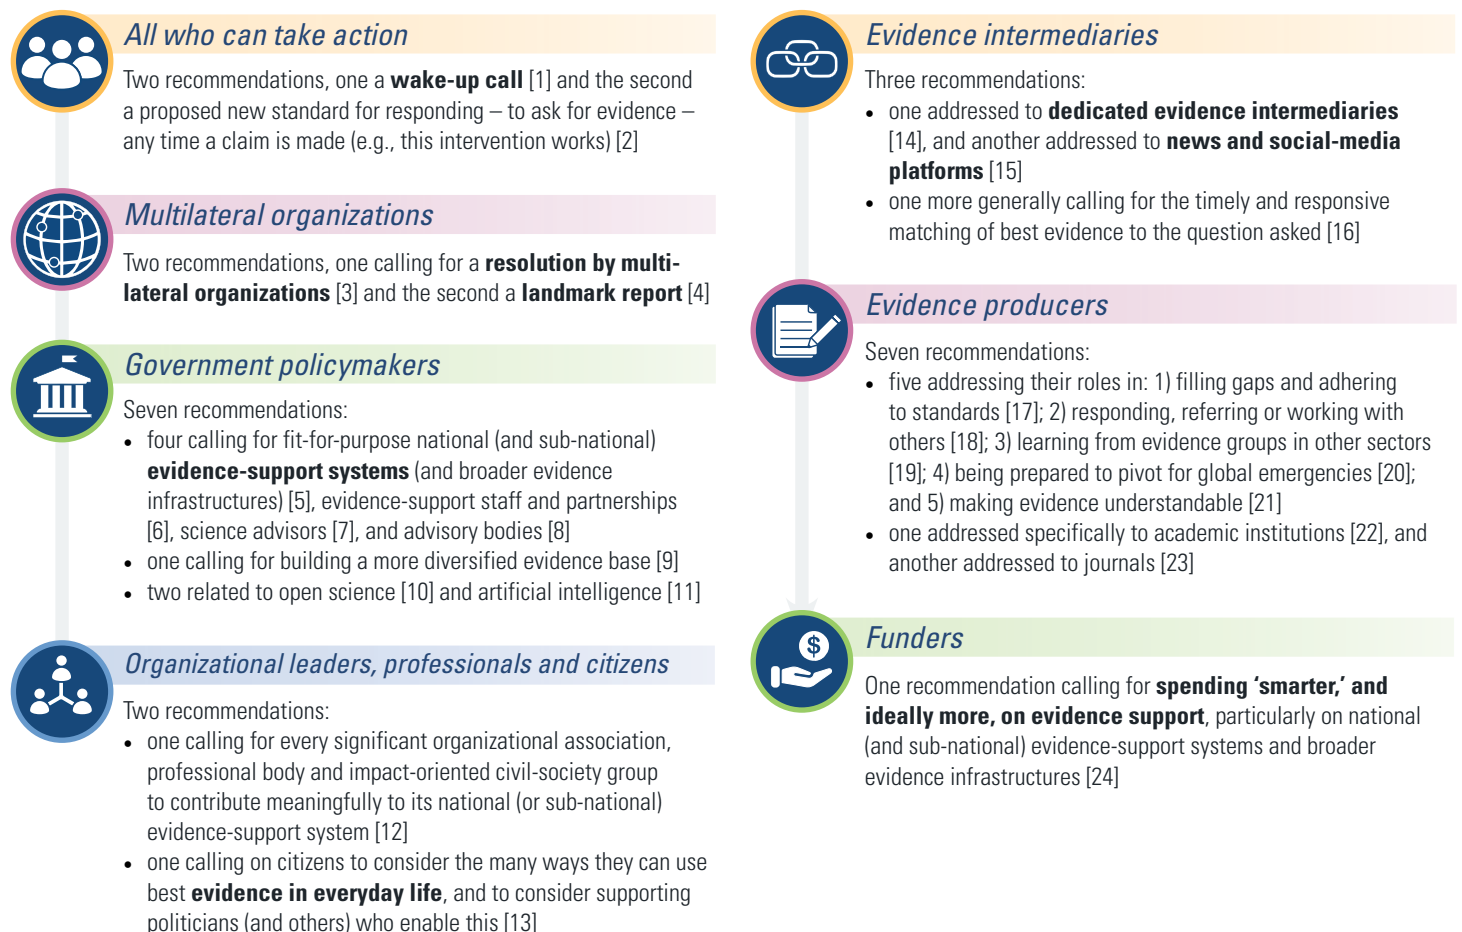 All who can take action
Two recommendations, one a wake-up call [1] and the second
a proposed new standard for responding – to ask for evidence –
any time a claim is made (e.g., this intervention works) [2]
Multilateral organizations
Two recommendations, one calling for a resolution by multi-
lateral organizations [3] and the second a landmark report [4]
Government policymakers
Seven recommendations:
• four calling for fit-for-purpose national (and sub-national)
evidence-support systems (and broader evidence
infrastructures) [5], evidence-support staff and partnerships
[6], science advisors [7], and advisory bodies [8]
• one calling for building a more diversified evidence base [9]
• two related to open science [10] and artificial intelligence [11]
Organizational leaders, professionals and citizens
Two recommendations:
• one calling for every significant organizational association,
professional body and impact-oriented civil-society group
to contribute meaningfully to its national (or sub-national)
evidence-support system [12]
• one calling on citizens to consider the many ways they can use
best evidence in everyday life, and to consider supporting
politicians (and others) who enable this [13]
Evidence intermediaries
Three recommendations:
• one addressed to dedicated evidence intermediaries
[14], and another addressed to news and social-media
platforms [15]
• one more generally calling for the timely and responsive
matching of best evidence to the question asked [16]
Evidence producers
Seven recommendations:
• five addressing their roles in: 1) filling gaps and adhering
to standards [17]; 2) responding, referring or working with
others [18]; 3) learning from evidence groups in other sectors
[19]; 4) being prepared to pivot for global emergencies [20];
and 5) making evidence understandable [21]
• one addressed specifically to academic institutions [22], and
another addressed to journals [23]
$
Funders
One recommendation calling for spending ‘smarter,’ and
ideally more, on evidence support, particularly on national
(and sub-national) evidence-support systems and broader
evidence infrastructures [24]